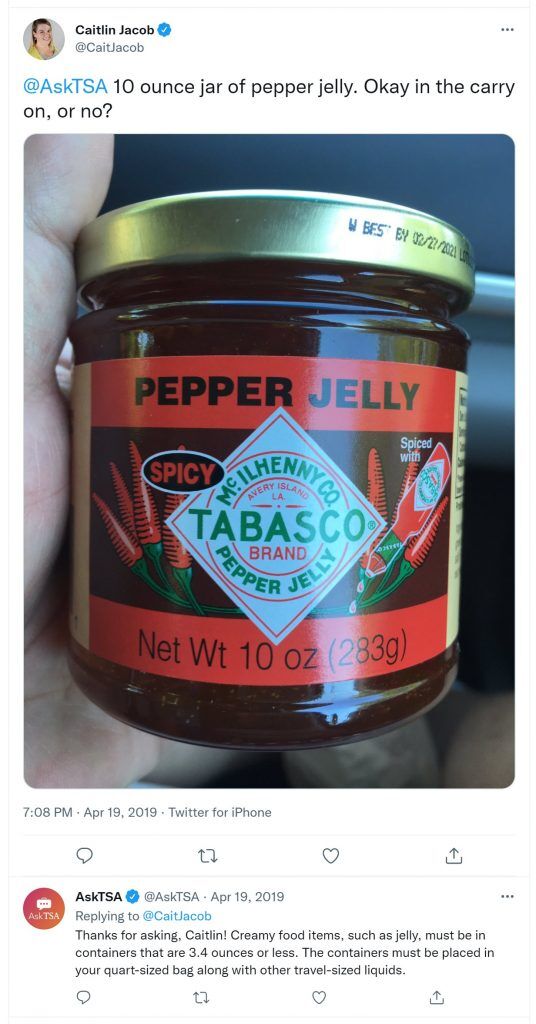 Caitlin Jacob
@CaitJacob
@AskTSA 10 ounce jar of pepper jelly. Okay in the carry
on, or no?
W BEST BY 02/27/2021
PEPPER JELLY
Spiced
with
SPICY
McILHENNY CO.
AVERY ISLAND
LA.
TABASCO®
BRAND
PEPPER JELLY
Net Wt 10 oz (283g)
7:08 PM · Apr 19, 2019 · Twitter for iPhone
AskTSA @AskTSA · Apr 19, 2019
AskTSA
Replying to @CaitJacob
Thanks for asking, Caitlin! Creamy food items, such as jelly, must be in
containers that are 3.4 ounces or less. The containers must be placed in
your quart-sized bag along with other travel-sized liquids.